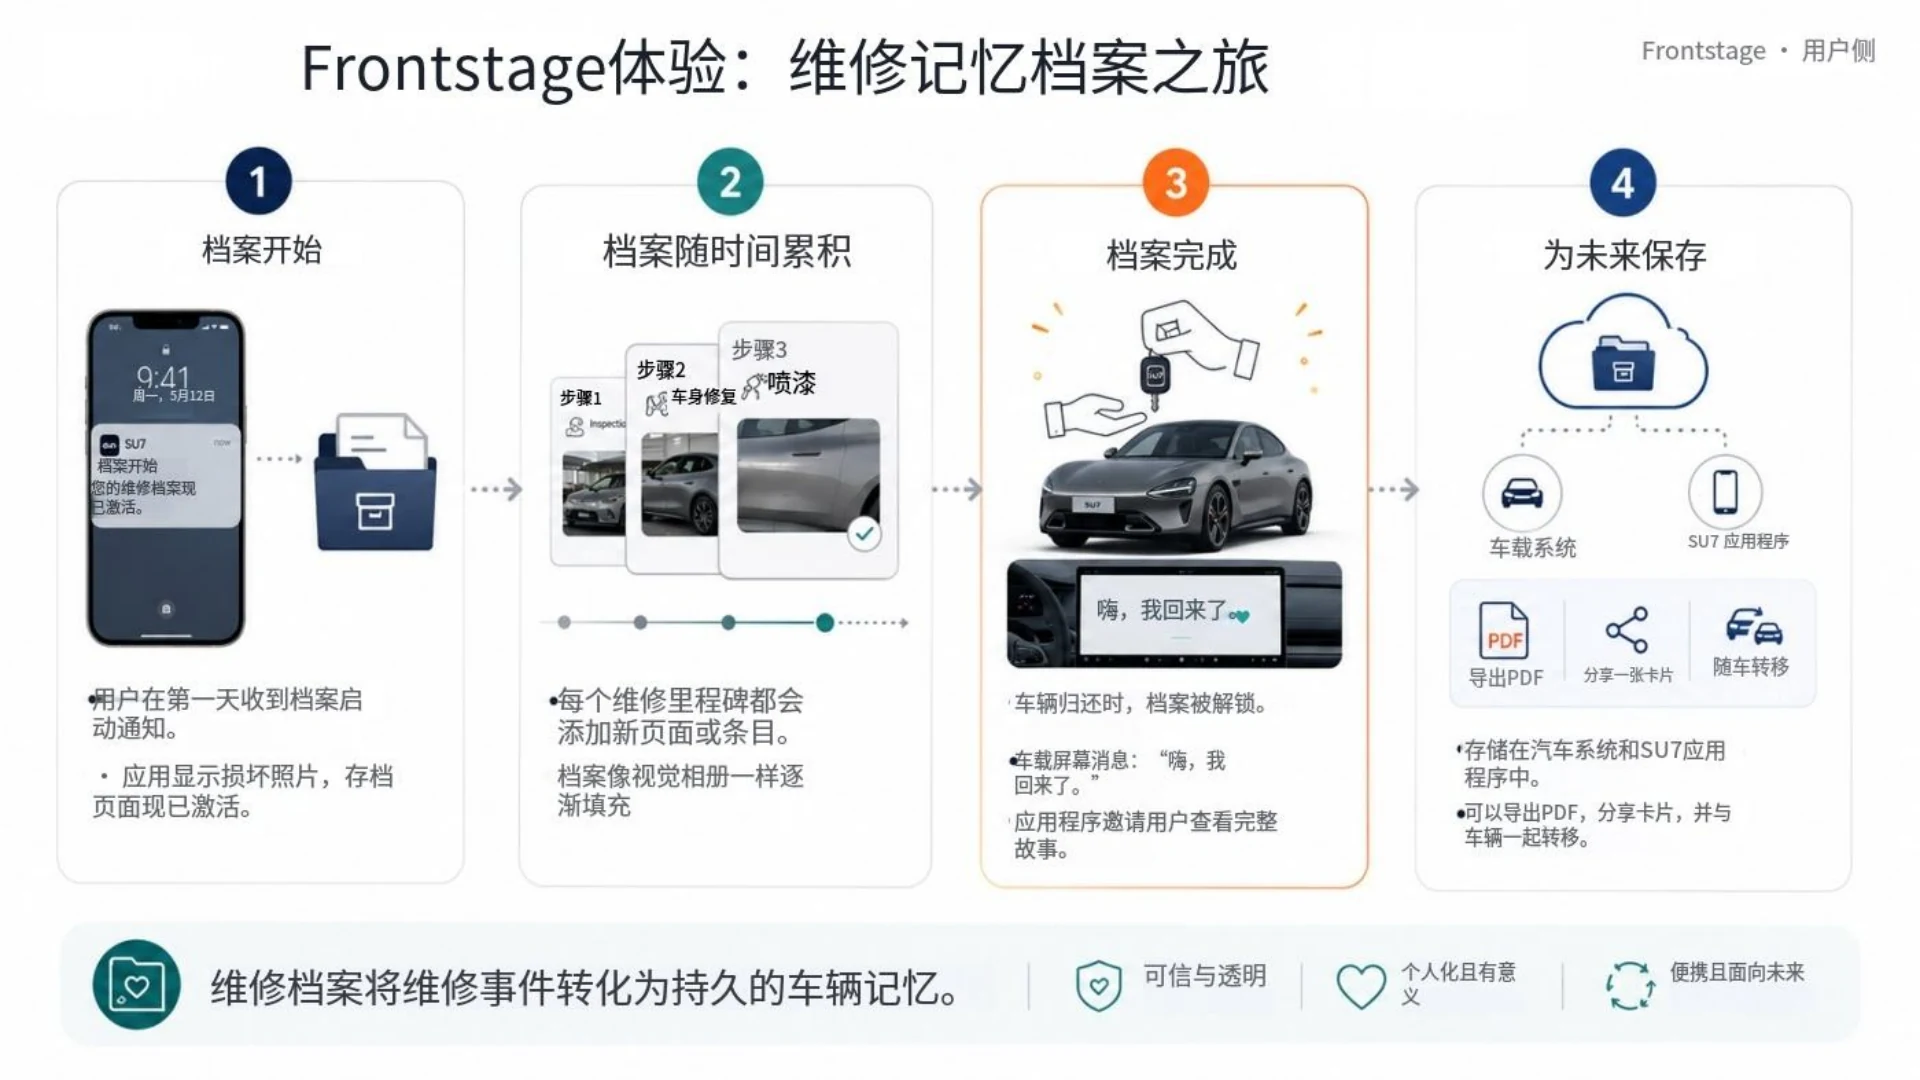 Frontstage体验：维修记忆档案之旅
Frontstage · 用户侧
1
档案开始
9:41
周一，5月12日
SU7
now
档案开始
您的维修档案现
已激活。
•用户在第一天收到档案启
动通知。
• 应用显示损坏照片，存档
页面现已激活。
2
档案随时间累积
步骤1
Inspectio
步骤2
车身修复
步骤3
喷漆
•每个维修里程碑都会
添加新页面或条目。
档案像视觉相册一样逐
渐填充
3
档案完成
SU7
SU7
嗨，我回来了。
车辆归还时，档案被解锁。
•车载屏幕消息：“嗨，我
回来了。”
应用程序邀请用户查看完整
故事。
4
为未来保存
车载系统
SU7 应用程序
PDF
导出PDF
分享一张卡片
随车转移
•存储在汽车系统和SU7应用
程序中。
•可以导出PDF，分享卡片，并与
车辆一起转移。
维修档案将维修事件转化为持久的车辆记忆。
可信与透明
个人化且有意
义
便携且面向未来